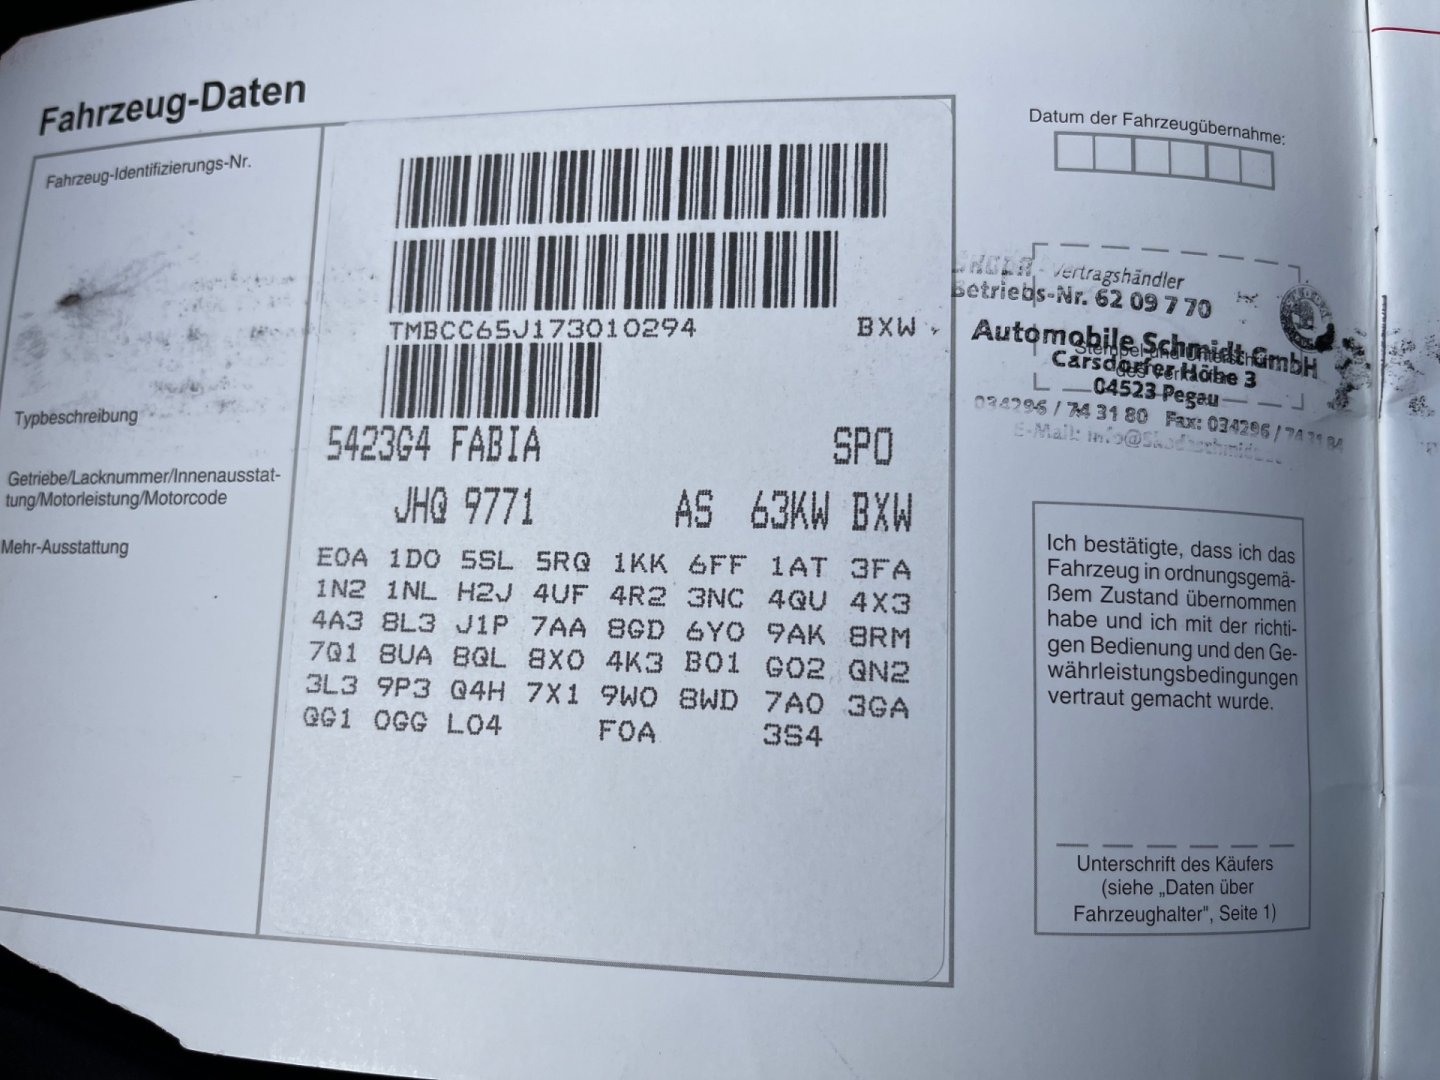 Fahrzeug-Daten
Fahrzeug-Identifizierungs-Nr.
TMBCC65J173010294 BXW
Typbeschreibung
5423G4 FABIA SPO
Getriebe/Lacknummer/Innenausstat-
tung/Motorleistung/Motorcode
JHQ 9771 AS 63KW BXW
Mehr-Ausstattung
E0A 1D0 5SL 5RQ 1KK 6FF 1AT 3FA
1N2 1NL H2J 4UF 4R2 3NC 4QU 4X3
4A3 8L3 J1P 7AA 8GD 6Y0 9AK 8RM
7Q1 8UA 8QL 8X0 4K3 B01 G02 QN2
3L3 9P3 Q4H 7X1 9W0 8WD 7A0 3GA
QG1 0GG L04 F0A 3S4
Datum der Fahrzeugübernahme:
Vertragshändler
Betriebs-Nr. 62 09 7 70
Automobile Schmidt GmbH
Stempel und
Carsdorfer Höhe 3
04523 Pegau
034296 / 74 31 80 Fax: 034296 / 74 31 84
E-Mail:
Ich bestätigte, dass ich das
Fahrzeug in ordnungsgemä-
ßem Zustand übernommen
habe und ich mit der richti-
gen Bedienung und den Ge-
währleistungsbedingungen
vertraut gemacht wurde.
Unterschrift des Käufers
(siehe „Daten über
Fahrzeughalter", Seite 1)